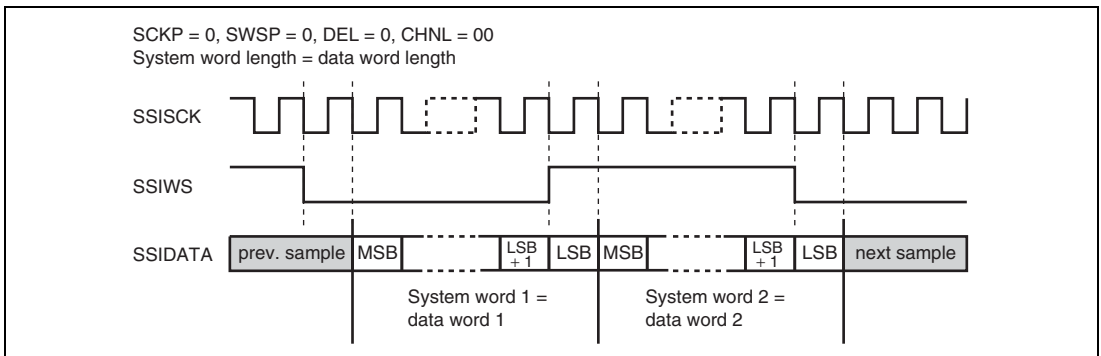 SCKP = 0, SWSP = 0, DEL = 0, CHNL = 00
System word length = data word length
SSISCK
SSIWS
SSIDATA
prev. sample
MSB
LSB
+ 1
LSB
MSB
LSB
+ 1
LSB
next sample
System word 1 =
data word 1
System word 2 =
data word 2